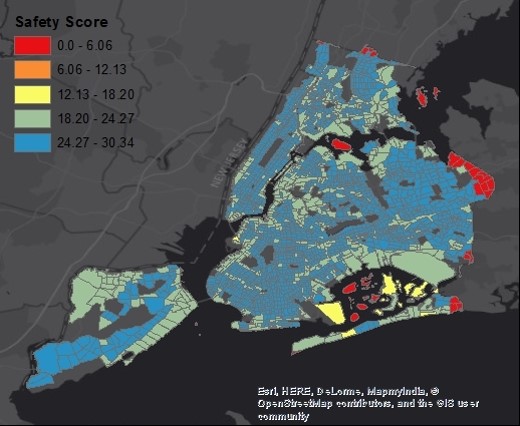 Safety Score
0.0 - 6.06
6.06 - 12.13
12.13 - 18.20
18.20 - 24.27
24.27 - 30.34
NEW JERSEY
Esri, HERE, DeLorme, MapmyIndia, ©
OpenStreetMap contributors, and the GIS user
community